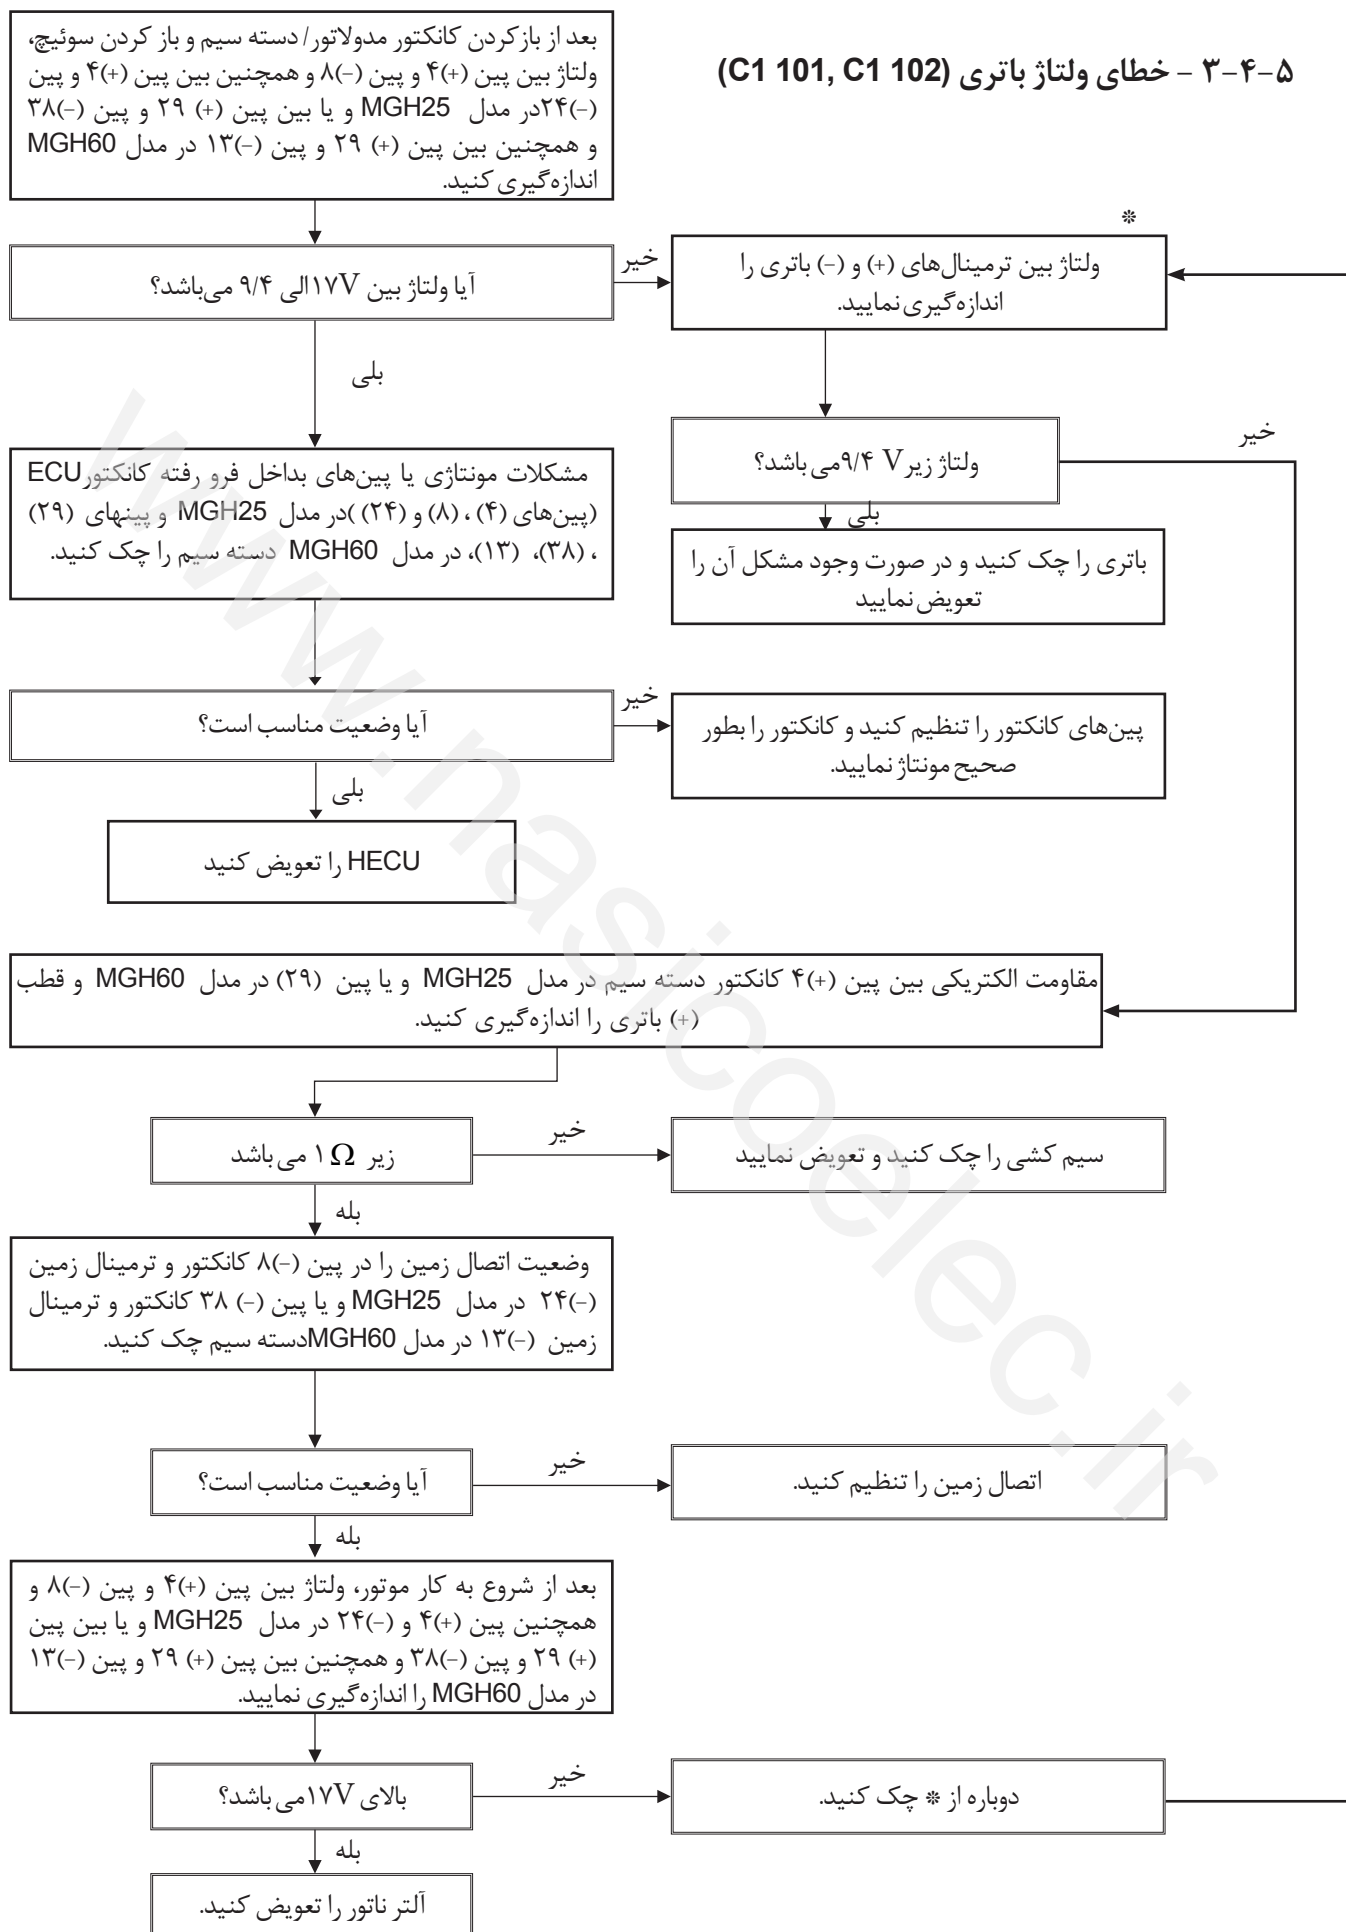 ۳-۴-۵ – خطای ولتاژ باتری (C1 101, C1 102)
بعد از بازکردن کانکتور مدولاتور/ دسته سیم و باز کردن سوئیچ،
ولتاژ بین پین (+)۴ و پین (–)۸ و همچنین بین پین (+)۴ و پین
(–)۲۴در مدل MGH25 و یا بین پین (+) ۲۹ و پین (–)۳۸
و همچنین بین پین (+) ۲۹ و پین (–)۱۳ در مدل MGH60
اندازه‌گیری کنید.
آیا ولتاژ بین ۱۷Vالی ۹/۴ می‌باشد؟
خیر
*
ولتاژ بین ترمینال‌های (+) و (–) باتری را
اندازه‌گیری نمایید.
بلی
ولتاژ زیر ۹/۴ Vمی باشد؟
خیر
بلی
باتری را چک کنید و در صورت وجود مشکل آن را
تعویض نمایید
مشکلات مونتاژی یا پین‌های بداخل فرو رفته کانکتورECU
(پین‌های (۴) ، (۸) و (۲۴) )در مدل MGH25 و پینهای (۲۹)
، (۳۸)، (۱۳)، در مدل MGH60 دسته سیم را چک کنید.
آیا وضعیت مناسب است؟
خیر
پین‌های کانکتور را تنظیم کنید و کانکتور را بطور
صحیح مونتاژ نمایید.
بلی
HECU را تعویض کنید
مقاومت الکتریکی بین پین (+)۴ کانکتور دسته سیم در مدل MGH25 و یا پین (۲۹) در مدل MGH60 و قطب
(+) باتری را اندازه‌گیری کنید.
زیر ۱ Ω می باشد
خیر
سیم کشی را چک کنید و تعویض نمایید
بله
وضعیت اتصال زمین را در پین (–)۸ کانکتور و ترمینال زمین
(–)۲۴ در مدل MGH25 و یا پین (–) ۳۸ کانکتور و ترمینال
زمین (–)۱۳ در مدل MGH60دسته سیم چک کنید.
آیا وضعیت مناسب است؟
خیر
اتصال زمین را تنظیم کنید.
بله
بعد از شروع به کار موتور، ولتاژ بین پین (+)۴ و پین (–)۸ و
همچنین پین (+)۴ و (–)۲۴ در مدل MGH25 و یا بین پین
(+) ۲۹ و پین (–)۳۸ و همچنین بین پین (+) ۲۹ و پین (–)۱۳
در مدل MGH60 را اندازه‌گیری نمایید.
بالای ۱۷Vمی باشد؟
خیر
دوباره از * چک کنید.
بله
آلتر ناتور را تعویض کنید.
www.nasicoelec.ir